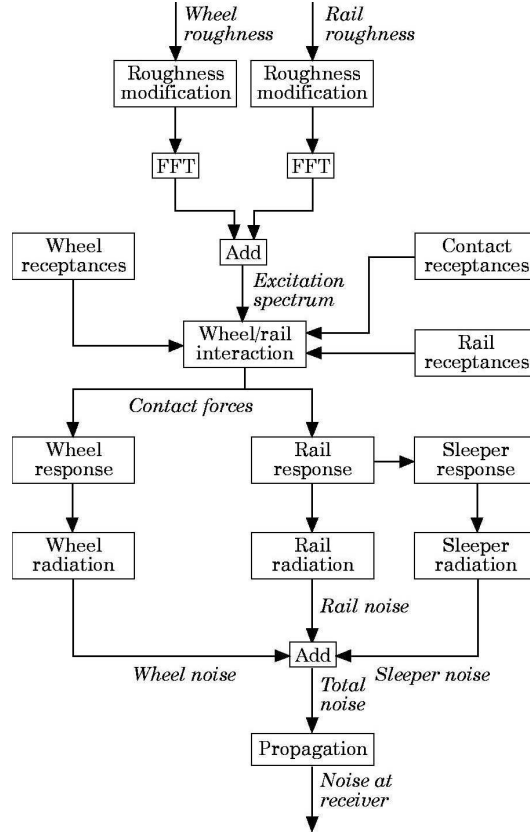 Wheel
roughness
Rail
roughness
Roughness
modification
Roughness
modification
FFT
FFT
Add
Wheel
receptances
Contact
receptances
Excitation
spectrum
Wheel/rail
interaction
Rail
receptances
Contact forces
Wheel
response
Rail
response
Sleeper
response
Wheel
radiation
Rail
radiation
Sleeper
radiation
Rail noise
Add
Wheel noise
Sleeper noise
Total
noise
Propagation
Noise at
receiver